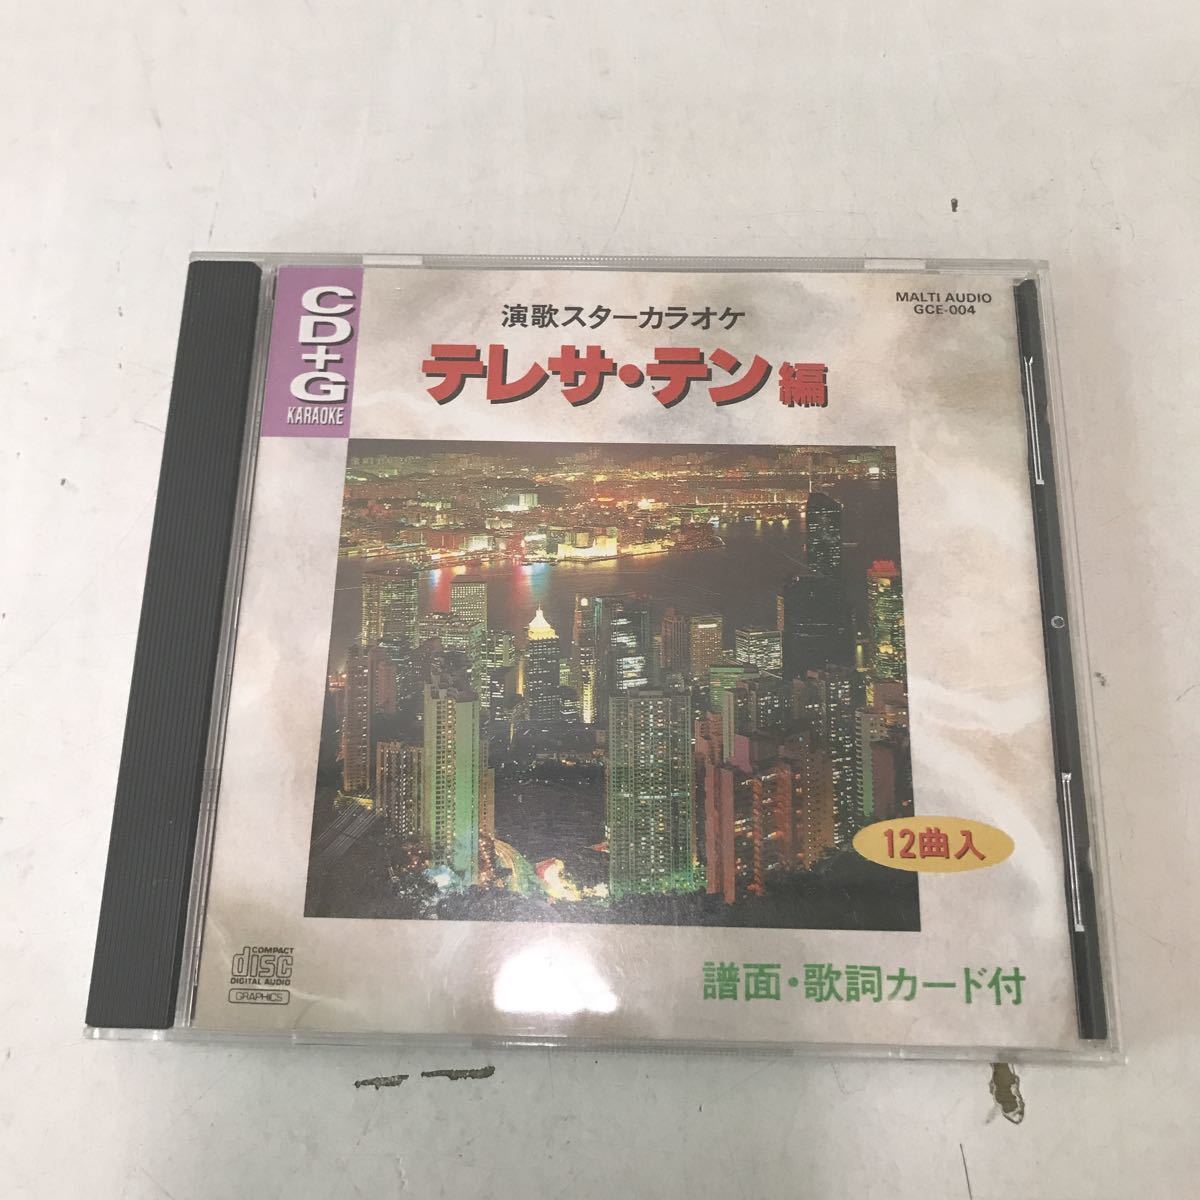 CD+G
KARAOKE
演歌スターカラオケ
テレサ・テン編
MALTI AUDIO
GCE-004
12曲入
譜面・歌詞カード付
COMPACT
disc
DIGITAL AUDIO
GRAPHICS